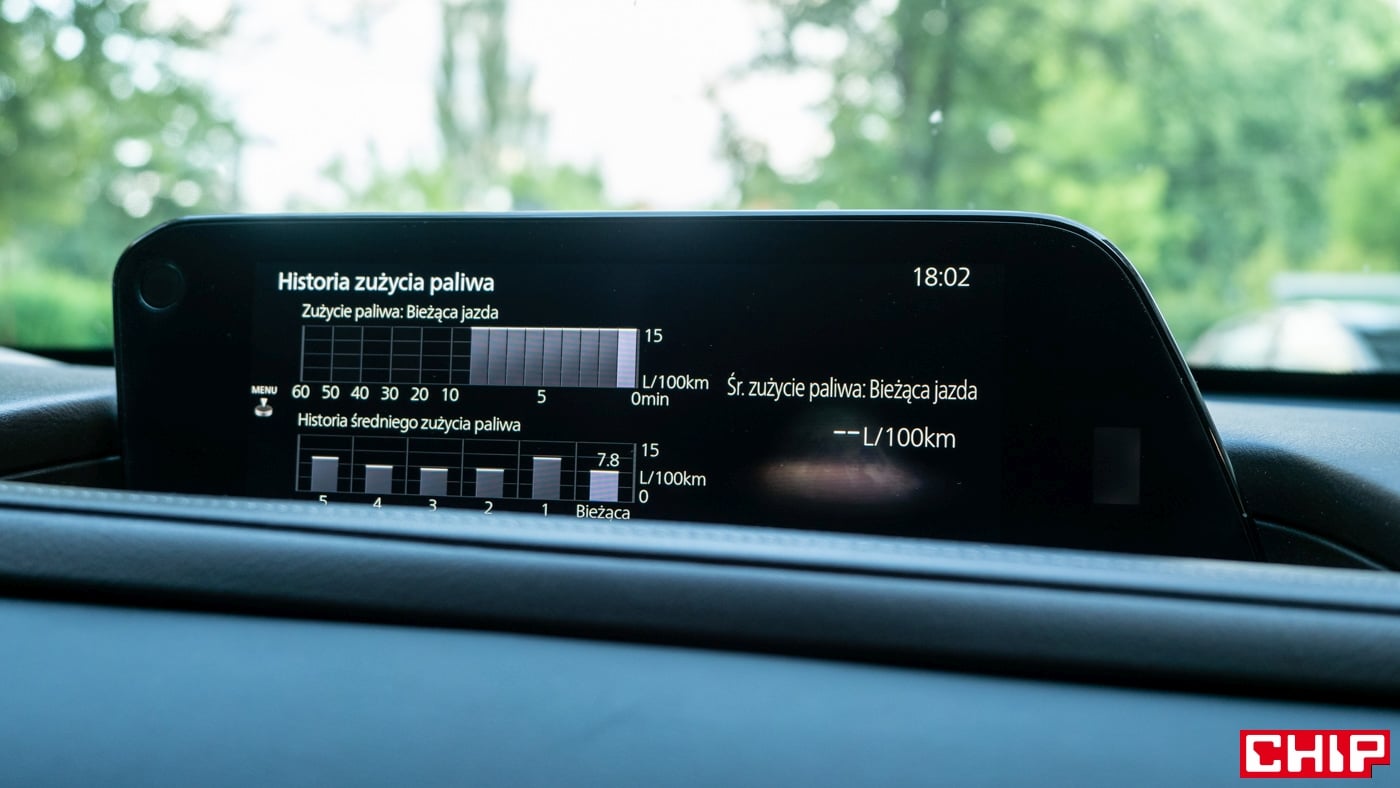 Historia zużycia paliwa
18:02
Zużycie paliwa: Bieżąca jazda
15
L/100km
60 50 40 30 20 10 5 0min
MENU
Śr. zużycie paliwa: Bieżąca jazda
--L/100km
Historia średniego zużycia paliwa
15
7.8
L/100km
0
5 4 3 2 1 Bieżąca
CHIP